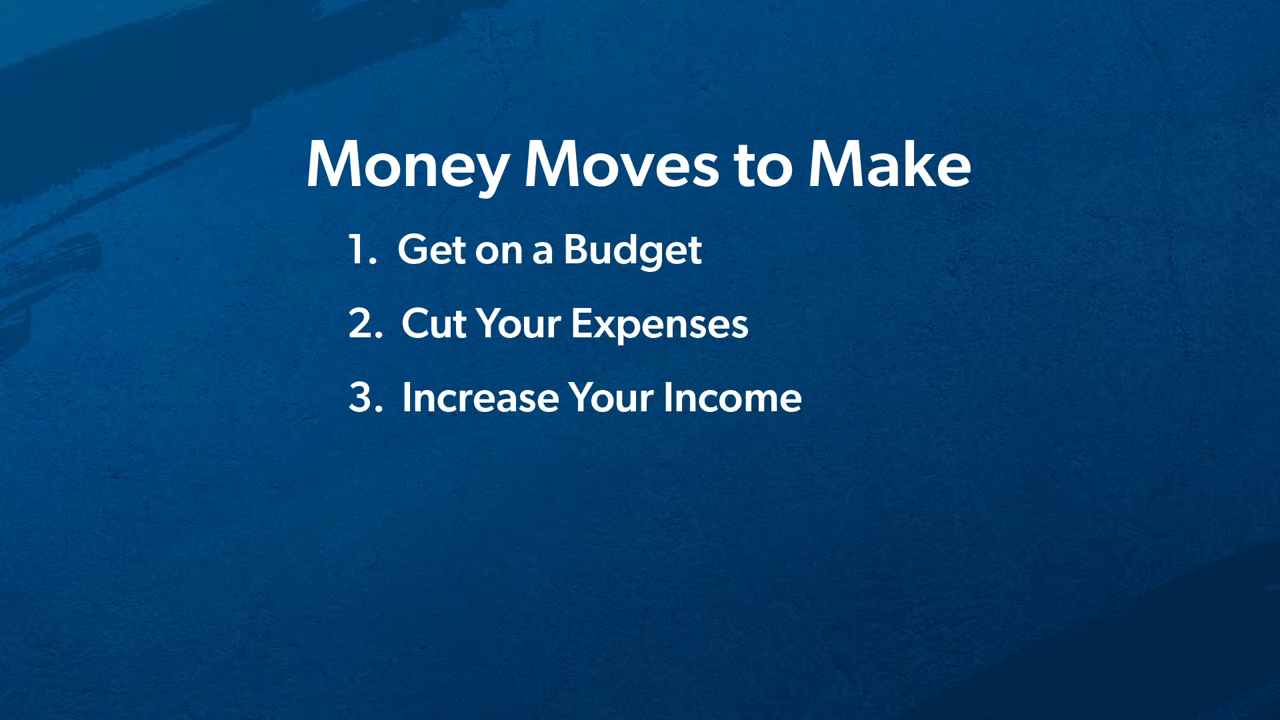 Money Moves to Make
1. Get on a Budget
2. Cut Your Expenses
3. Increase Your Income